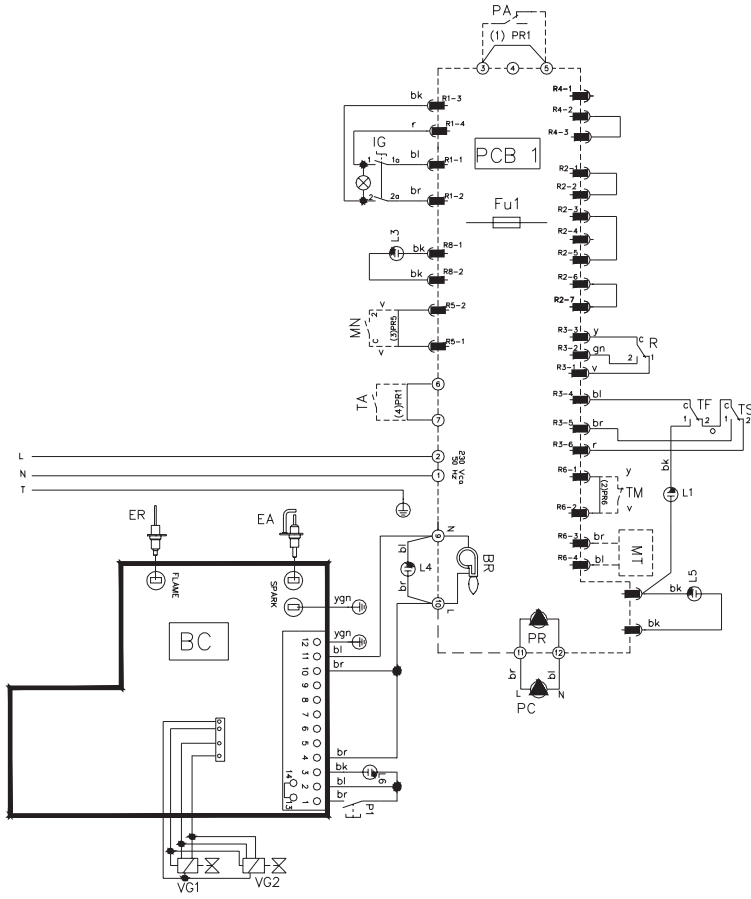 PA
(1) PR1
3
4
5
bk
R1-3
r
R1-4
IG
1
1a
bl
R1-1
2
2a
br
R1-2
PCB 1
Fu1
R4-1
R4-2
R4-3
R2-1
R2-2
R2-3
R2-4
R2-5
R2-6
R2-7
L3
bk
R8-1
bk
R8-2
MN
v
2
R5-2
(3)PR5
c
v
R5-1
TA
(4)PR1
6
7
R3-3
y
R3-2
gn
R3-1
v
c
R
2
1
R3-4
bl
R3-5
br
R3-6
r
c
TF
1
2
c
TS
1
2
bk
L1
L
2
N
1
T
230 Vca
50 Hz
R6-1
y
(2)PR6
TM
R6-2
v
R6-3
br
R6-4
bl
MT
bk
L5
bk
ER
EA
FLAME
SPARK
ygn
BC
9
N
bl
L4
br
BR
10
L
PR
11
12
br
bl
L
N
PC
ygn
12
bl
11
br
10
9
8
7
6
5
br
4
bk
3
L6
bl
2
br
1
14
13
P1
VG1
VG2